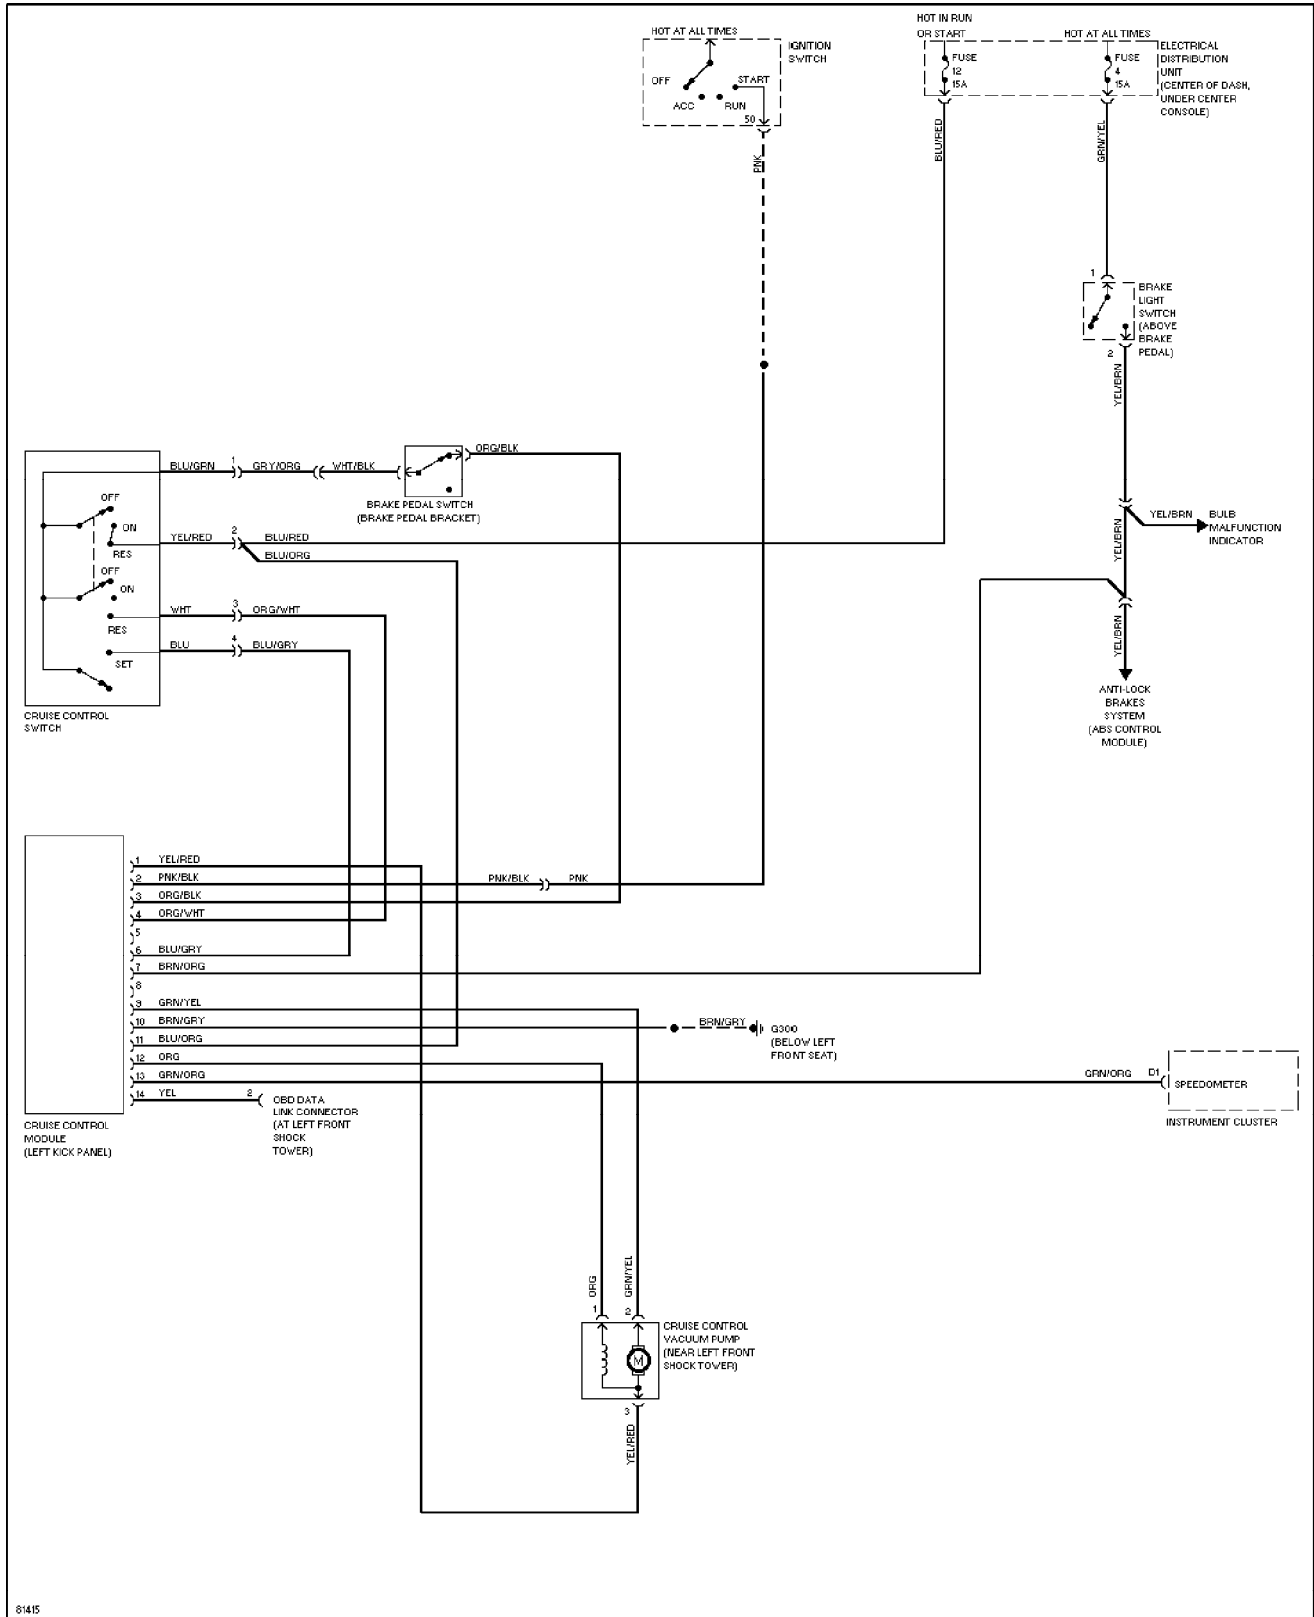 HOT IN RUN
OR START
HOT AT ALL TIMES
HOT AT ALL TIMES
IGNITION
SWITCH
OFF
START
ACC
RUN
50
PNK
FUSE
12
15A
FUSE
4
15A
ELECTRICAL
DISTRIBUTION
UNIT
(CENTER OF DASH,
UNDER CENTER
CONSOLE)
BLU/RED
GRN/YEL
1
BRAKE
LIGHT
SWITCH
(ABOVE
BRAKE
PEDAL)
2
YEL/BRN
YEL/BRN
BULB
MALFUNCTION
INDICATOR
YEL/BRN
YEL/BRN
ANTI-LOCK
BRAKES
SYSTEM
(ABS CONTROL
MODULE)
BLU/GRN
1
GRY/ORG
WHT/BLK
ORG/BLK
BRAKE PEDAL SWITCH
(BRAKE PEDAL BRACKET)
OFF
ON
RES
YEL/RED
2
BLU/RED
BLU/ORG
OFF
ON
RES
WHT
3
ORG/WHT
BLU
4
BLU/GRY
SET
CRUISE CONTROL
SWITCH
1 YEL/RED
2 PNK/BLK
PNK/BLK
PNK
3 ORG/BLK
4 ORG/WHT
5
6 BLU/GRY
7 BRN/ORG
8
9 GRN/YEL
10 BRN/GRY
BRN/GRY
G300
(BELOW LEFT
FRONT SEAT)
11 BLU/ORG
12 ORG
13 GRN/ORG
GRN/ORG
D1
SPEEDOMETER
INSTRUMENT CLUSTER
14 YEL
2
OBD DATA
LINK CONNECTOR
(AT LEFT FRONT
SHOCK
TOWER)
CRUISE CONTROL
MODULE
(LEFT KICK PANEL)
ORG
1
GRN/YEL
2
CRUISE CONTROL
VACUUM PUMP
(NEAR LEFT FRONT
SHOCK TOWER)
M
3
YEL/RED
81415